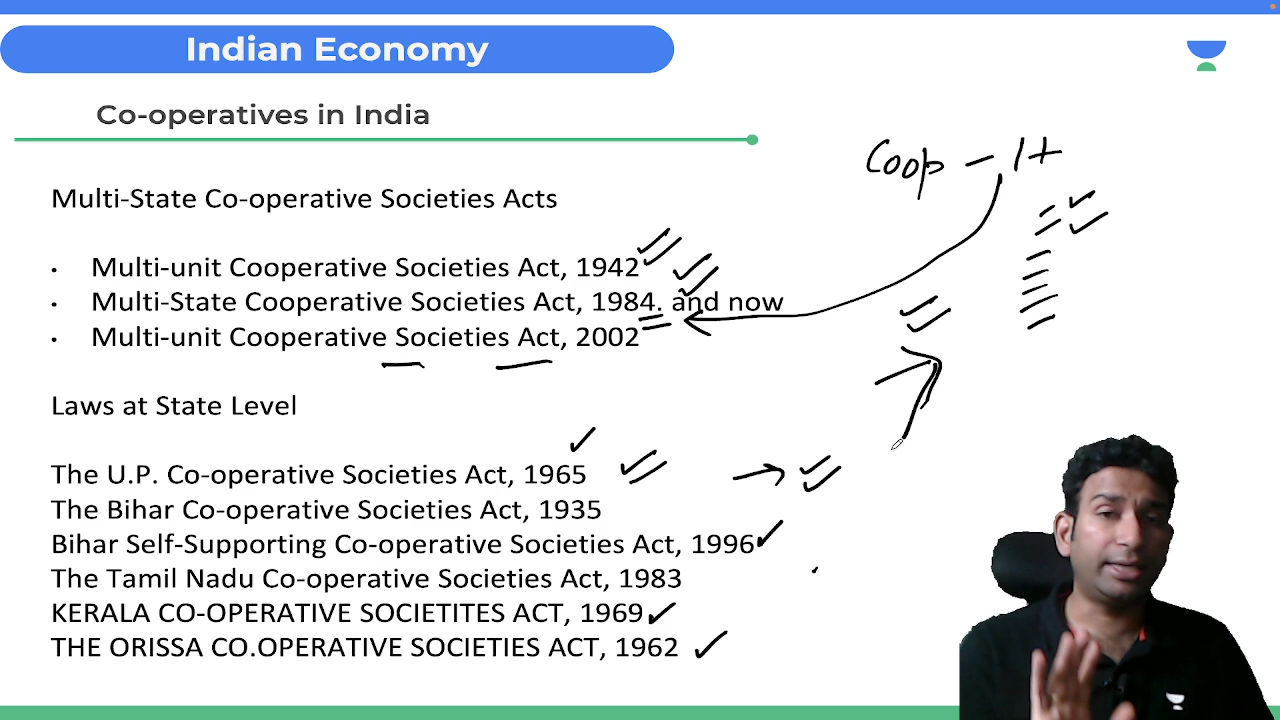 Indian Economy
Co-operatives in India
Coop - 1+
Multi-State Co-operative Societies Acts
• Multi-unit Cooperative Societies Act, 1942
• Multi-State Cooperative Societies Act, 1984. and now
• Multi-unit Cooperative Societies Act, 2002
Laws at State Level
The U.P. Co-operative Societies Act, 1965
The Bihar Co-operative Societies Act, 1935
Bihar Self-Supporting Co-operative Societies Act, 1996
The Tamil Nadu Co-operative Societies Act, 1983
KERALA CO-OPERATIVE SOCIETITES ACT, 1969
THE ORISSA CO.OPERATIVE SOCIETIES ACT, 1962